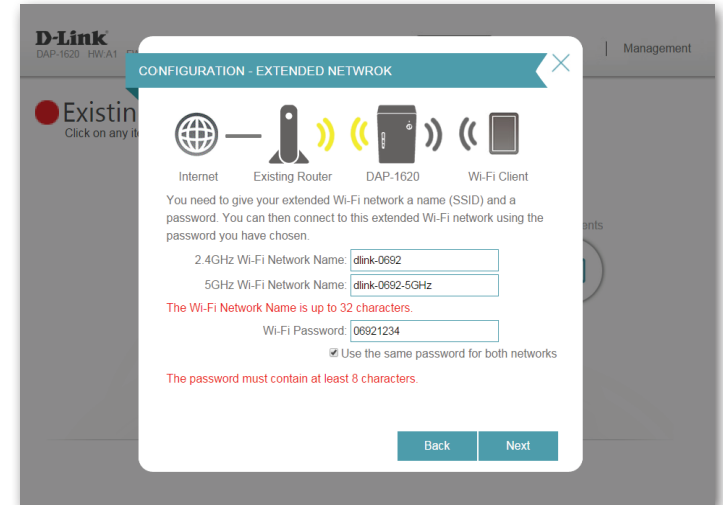 D-Link
DAP-1620 HW:A1
Management
CONFIGURATION - EXTENDED NETWROK
Click on any
Internet Existing Router DAP-1620 Wi-Fi Client
You need to give your extended Wi-Fi network a name (SSID) and a
password. You can then connect to this extended Wi-Fi network using the
password you have chosen.
2.4GHz Wi-Fi Network Name: dlink-0692
5GHz Wi-Fi Network Name: dlink-0692-5GHz
The Wi-Fi Network Name is up to 32 characters.
Wi-Fi Password: 06921234
Use the same password for both networks
The password must contain at least 8 characters.
Back Next